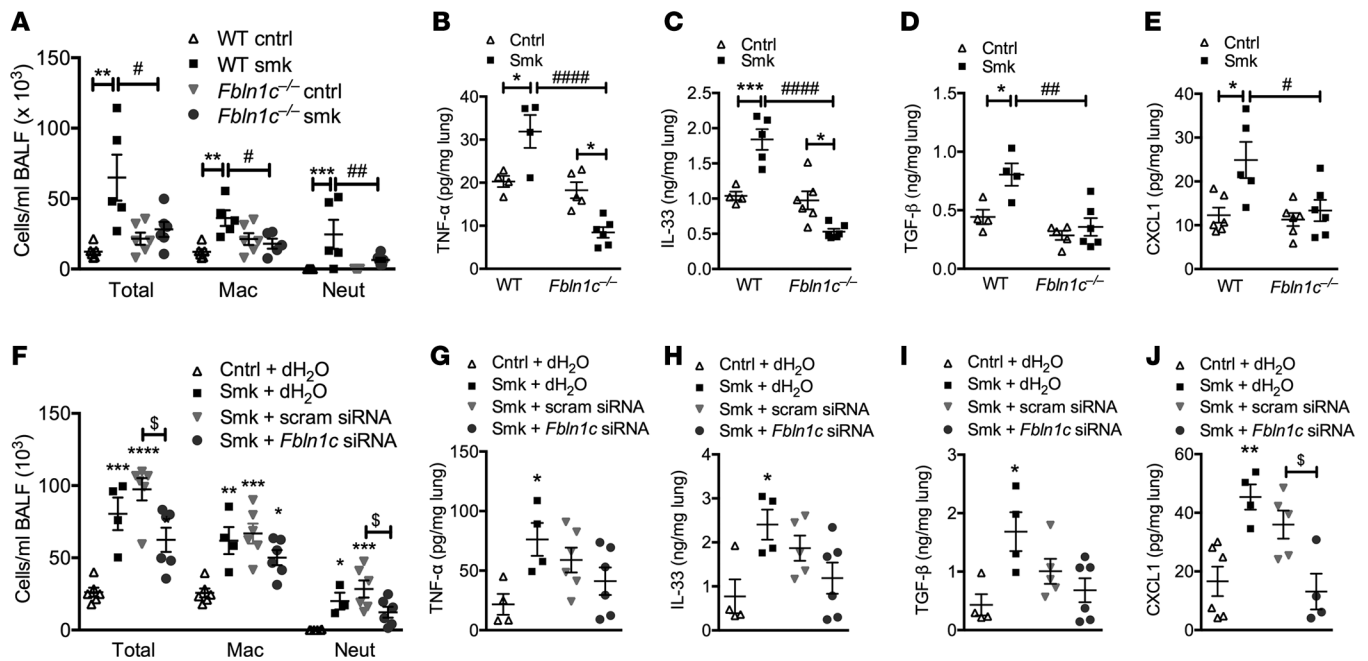 A
WT cntrl
WT smk
Fbln1c–/– cntrl
Fbln1c–/– smk
Cells/ml BALF (x 10³)
150
100
50
0
**
#
**
#
***
##
Total
Mac
Neut
B
Cntrl
Smk
TNF-α (pg/mg lung)
40
30
20
10
0
*
####
*
WT
Fbln1c–/–
C
Cntrl
Smk
IL-33 (ng/mg lung)
2.5
2.0
1.5
1.0
0.5
0.0
***
####
*
WT
Fbln1c–/–
D
Cntrl
Smk
TGF-β (ng/mg lung)
1.5
1.0
0.5
0.0
*
##
WT
Fbln1c–/–
E
Cntrl
Smk
CXCL1 (pg/mg lung)
40
30
20
10
0
*
#
WT
Fbln1c–/–
F
Cntrl + dH₂O
Smk + dH₂O
Smk + scram siRNA
Smk + Fbln1c siRNA
Cells/ml BALF (10³)
150
100
50
0
***
****
$
*
**
***
*
*
***
$
Total
Mac
Neut
G
Cntrl + dH₂O
Smk + dH₂O
Smk + scram siRNA
Smk + Fbln1c siRNA
TNF-α (pg/mg lung)
150
100
50
0
*
H
Cntrl + dH₂O
Smk + dH₂O
Smk + scram siRNA
Smk + Fbln1c siRNA
IL-33 (ng/mg lung)
4
3
2
1
0
*
I
Cntrl + dH₂O
Smk + dH₂O
Smk + scram siRNA
Smk + Fbln1c siRNA
TGF-β (ng/mg lung)
3
2
1
0
*
J
Cntrl + dH₂O
Smk + dH₂O
Smk + scram siRNA
Smk + Fbln1c siRNA
CXCL1 (pg/mg lung)
60
40
20
0
**
$